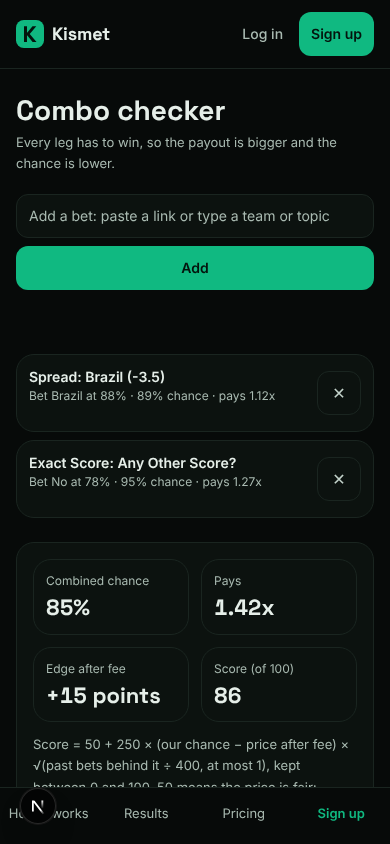 K Kismet
Log in
Sign up
Combo checker
Every leg has to win, so the payout is bigger and the
chance is lower.
Add a bet: paste a link or type a team or topic
Add
Spread: Brazil (-3.5)
Bet Brazil at 88% · 89% chance · pays 1.12x
×
Exact Score: Any Other Score?
Bet No at 78% · 95% chance · pays 1.27x
×
Combined chance
85%
Pays
1.42x
Edge after fee
+15 points
Score (of 100)
86
Score = 50 + 250 × (our chance − price after fee) ×
√(past bets behind it ÷ 400, at most 1), kept
between 0 and 100. 50 means the price is fair;
N
works
Results
Pricing
Sign up